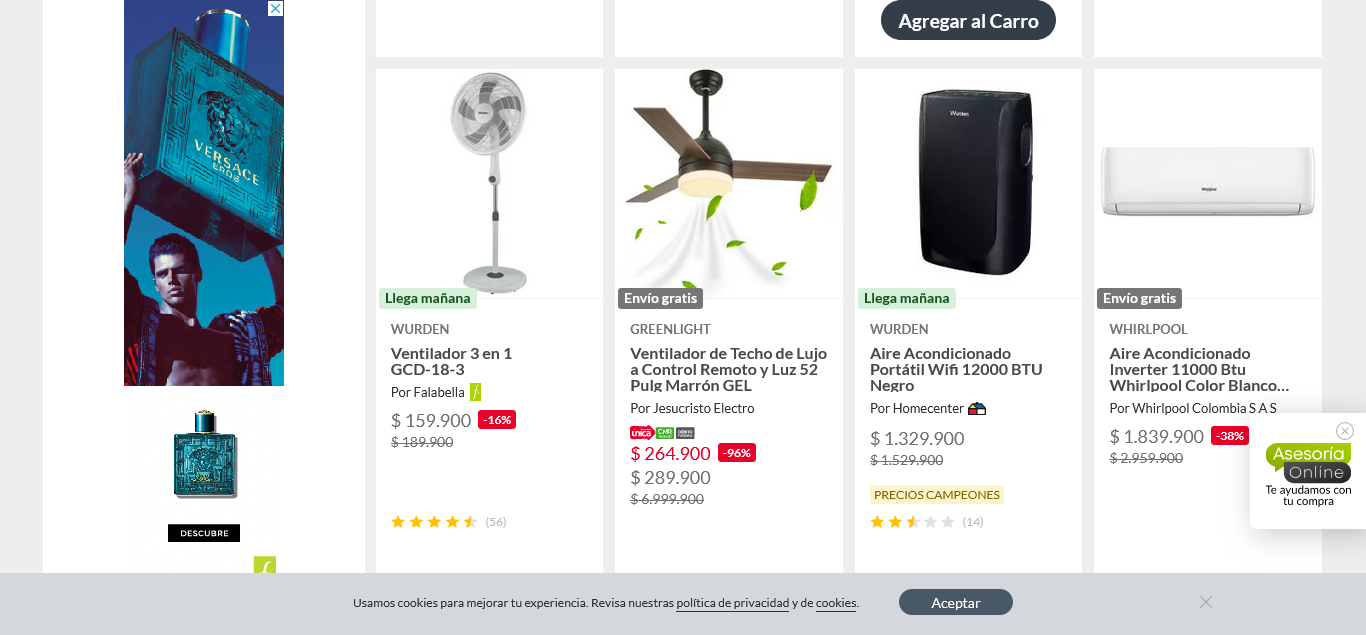 Agregar al Carro
VERSACE
EROS
DESCUBRE
Wurden
Whirlpool
Llega mañana
WURDEN
Ventilador 3 en 1
GCD-18-3
Por Falabella
$ 159.900 -16%
$ 189.900
(56)
Envío gratis
GREENLIGHT
Ventilador de Techo de Lujo
a Control Remoto y Luz 52
Pulg Marrón GEL
Por Jesucristo Electro
única CMR
$ 264.900 -96%
$ 289.900
$ 6.999.900
Llega mañana
WURDEN
Aire Acondicionado
Portátil Wifi 12000 BTU
Negro
Por Homecenter
$ 1.329.900
$ 1.529.900
PRECIOS CAMPEONES
(14)
Envío gratis
WHIRLPOOL
Aire Acondicionado
Inverter 11000 Btu
Whirlpool Color Blanco...
Por Whirlpool Colombia S A S
$ 1.839.900 -38%
$ 2.959.900
Asesoría
Online
Te ayudamos con
tu compra
Usamos cookies para mejorar tu experiencia. Revisa nuestras política de privacidad y de cookies.
Aceptar